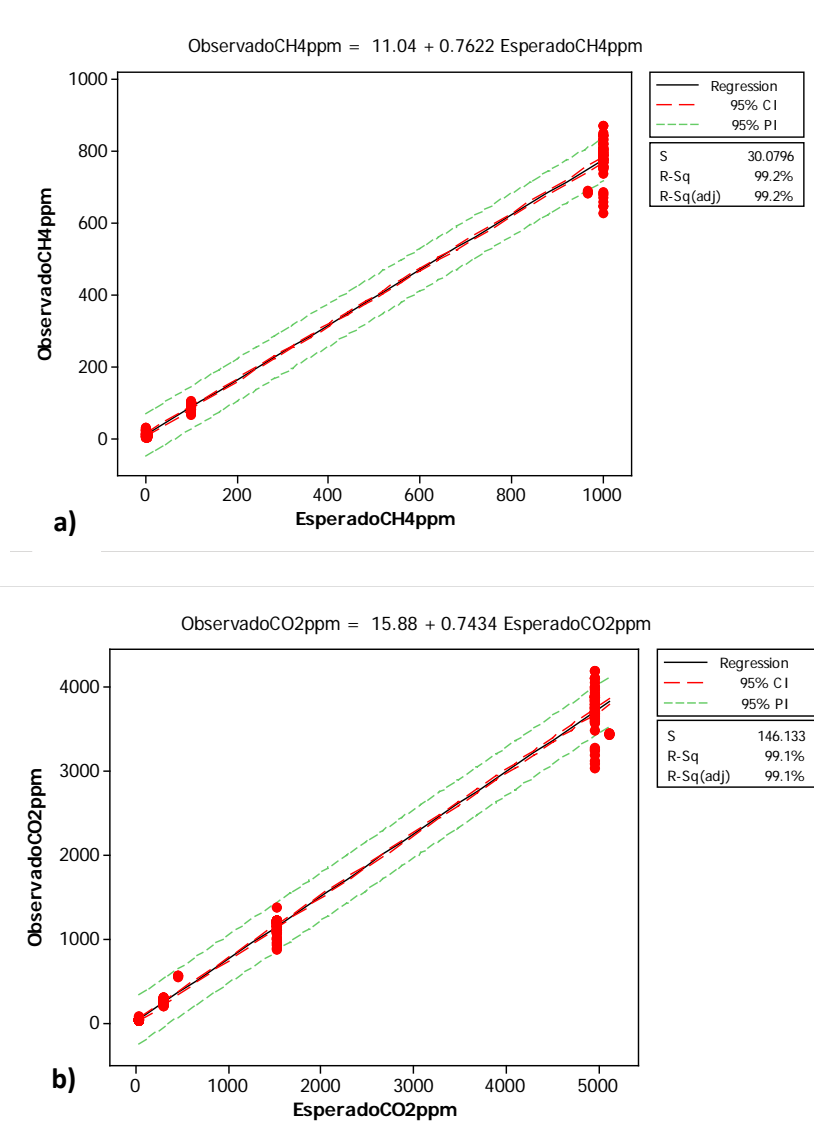 ObservadoCH4ppm = 11.04 + 0.7622 EsperadoCH4ppm
1000
800
600
400
200
0
ObservadoCH4ppm
0 200 400 600 800 1000
EsperadoCH4ppm
Regression
95% CI
95% PI
S 30.0796
R-Sq 99.2%
R-Sq(adj) 99.2%
a)
ObservadoCO2ppm = 15.88 + 0.7434 EsperadoCO2ppm
4000
3000
2000
1000
0
ObservadoCO2ppm
0 1000 2000 3000 4000 5000
EsperadoCO2ppm
Regression
95% CI
95% PI
S 146.133
R-Sq 99.1%
R-Sq(adj) 99.1%
b)